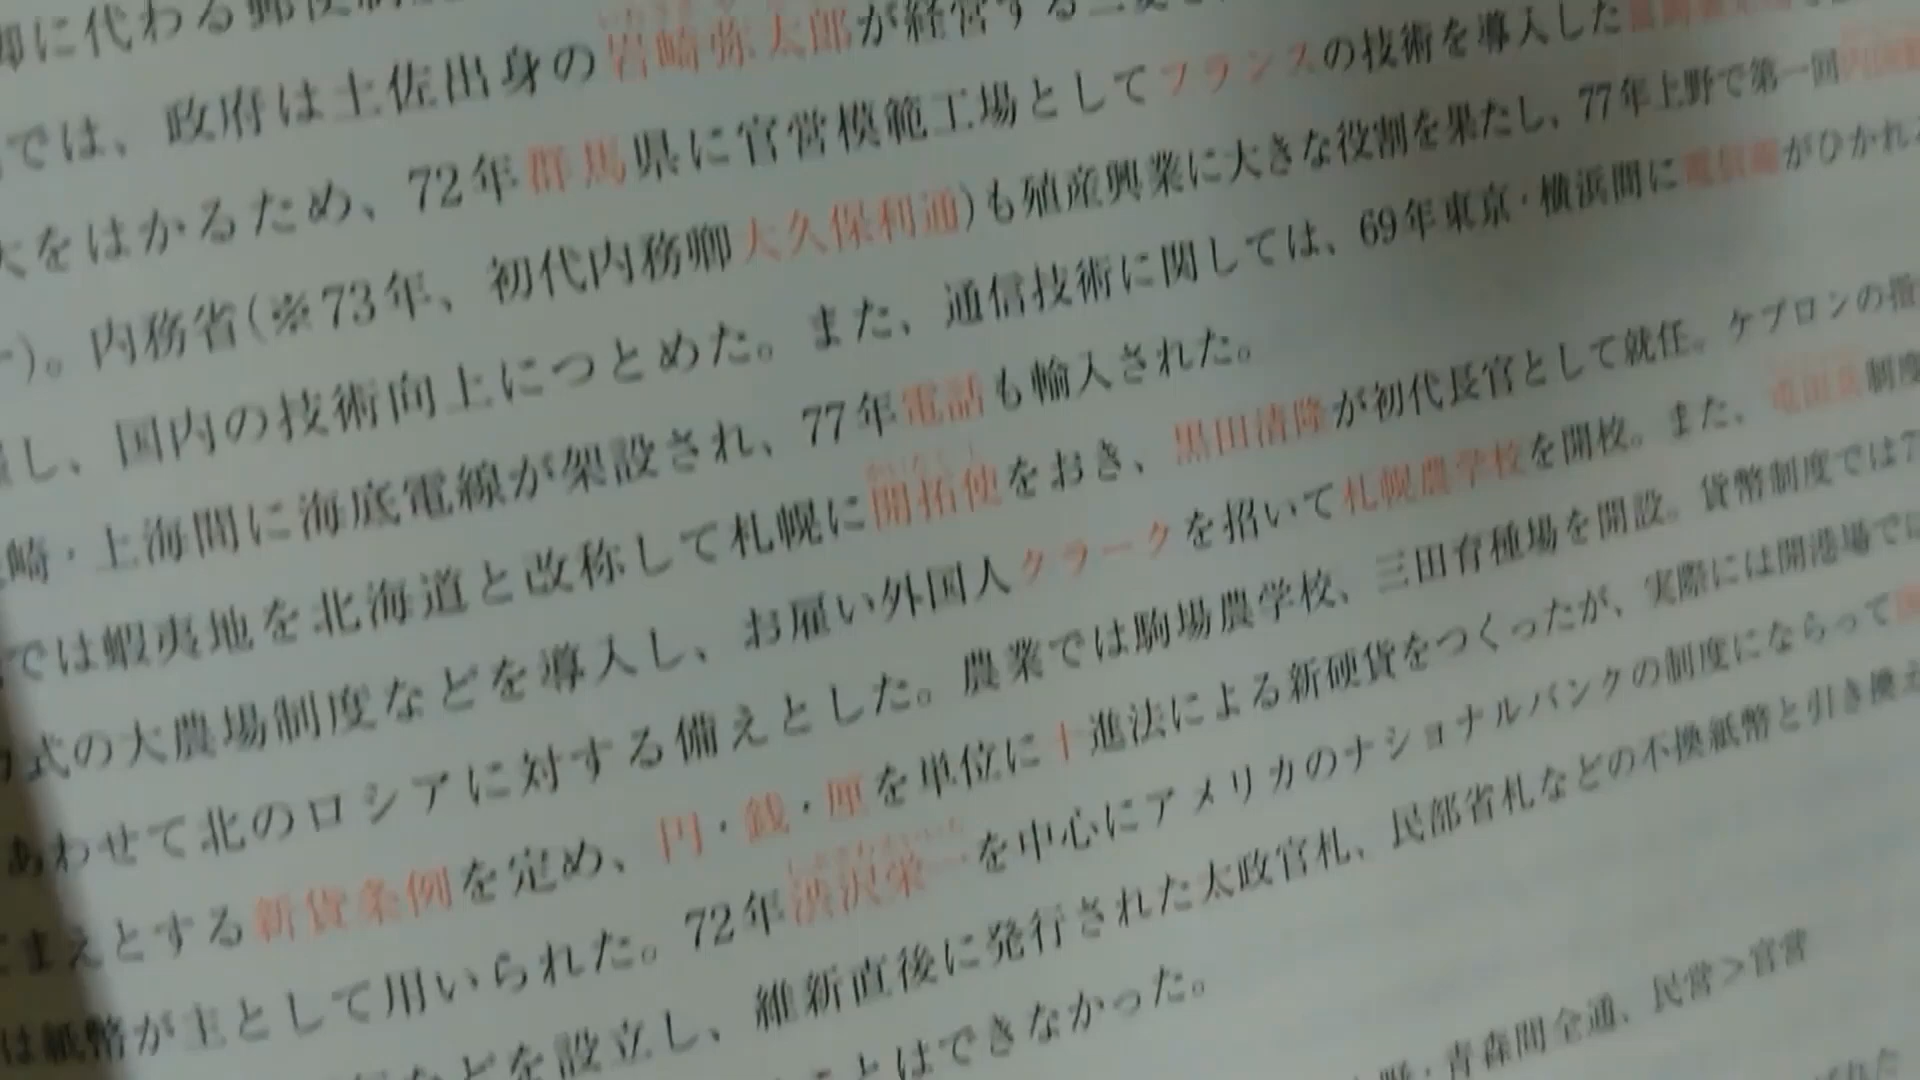 卿に代わる郵便
では、政府は土佐出身の岩崎弥太郎が経営する三
大をはかるため、72年群馬県に官営模範工場としてフランスの技術を導入した
)。内務省(※73年、初代内務卿大久保利通)も殖産興業に大きな役割を果たし、77年上野で第一回内国
し、国内の技術向上につとめた。また、通信技術に関しては、69年東京・横浜間に電信線がひかれ
崎・上海間に海底電線が架設され、77年電話も輸入された。
では蝦夷地を北海道と改称して札幌に開拓使をおき、黒田清隆が初代長官として就任。ケプロンの指
式の大農場制度などを導入し、お雇い外国人クラークを招いて札幌農学校を開校。また、屯田兵制度
あわせて北のロシアに対する備えとした。農業では駒場農学校、三田育種場を開設。貨幣制度では7
たまえとする新貨条例を定め、円・銭・厘を単位に十進法による新硬貨をつくったが、実際には開港場では
は紙幣が主として用いられた。72年渋沢栄一を中心にアメリカのナショナルバンクの制度にならって
などを設立し、維新直後に発行された太政官札、民部省札などの不換紙幣と引き換え
ことはできなかった。
・青森間全通、民営＞官営